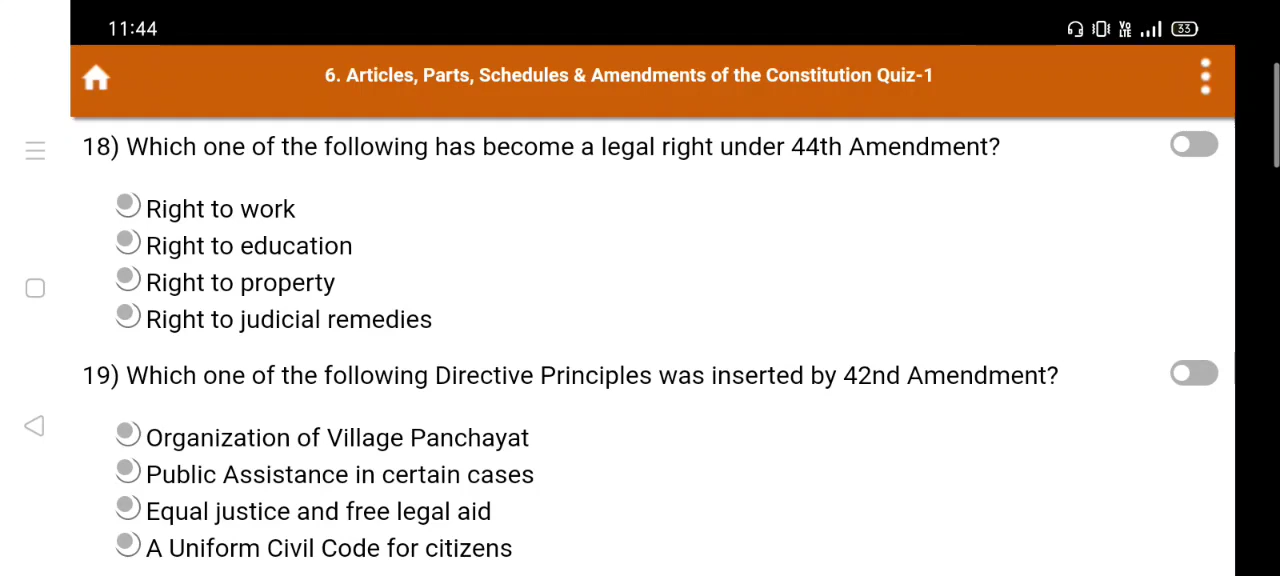 11:44
33
6. Articles, Parts, Schedules & Amendments of the Constitution Quiz-1
18) Which one of the following has become a legal right under 44th Amendment?
Right to work
Right to education
Right to property
Right to judicial remedies
19) Which one of the following Directive Principles was inserted by 42nd Amendment?
Organization of Village Panchayat
Public Assistance in certain cases
Equal justice and free legal aid
A Uniform Civil Code for citizens